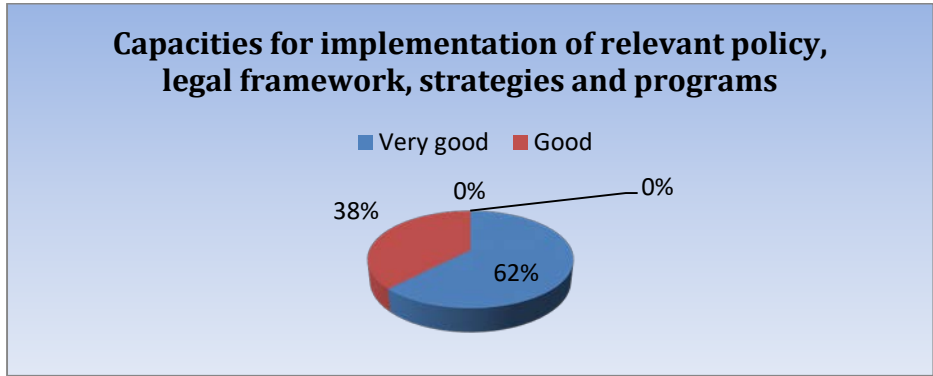 Capacities for implementation of relevant policy,
legal framework, strategies and programs
Very good Good
0% 0%
38%
62%